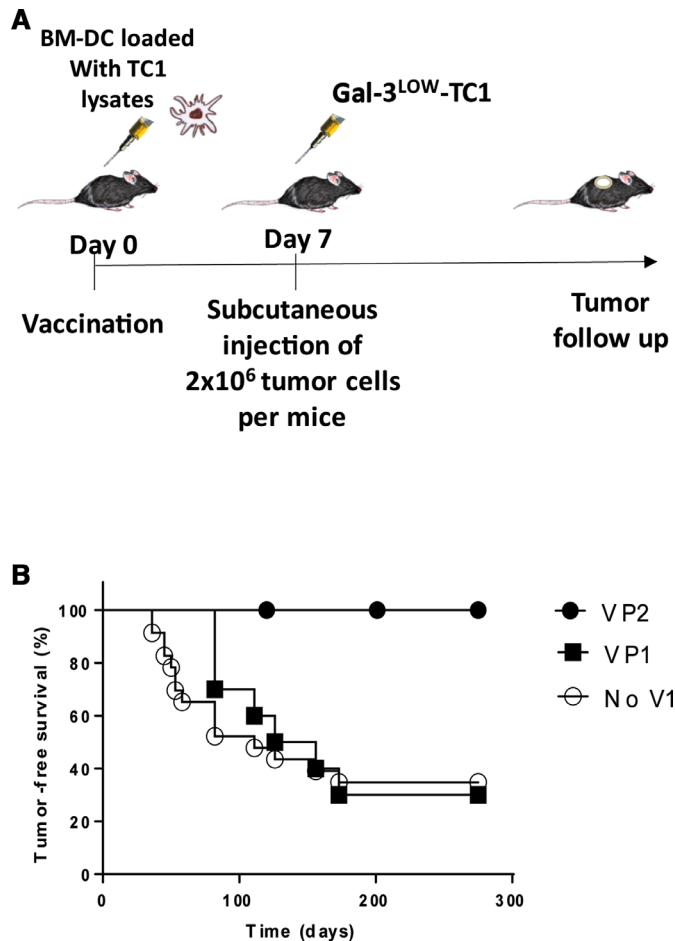 A
BM-DC loaded
With TC1
lysates
Gal-3LOW-TC1
Day 0
Day 7
Vaccination
Subcutaneous
injection of
2x10⁶ tumor cells
per mice
Tumor
follow up
B
Tumor -free survival (%)
100
80
60
40
20
0
0 100 200 300
Time (days)
VP2
VP1
No V1